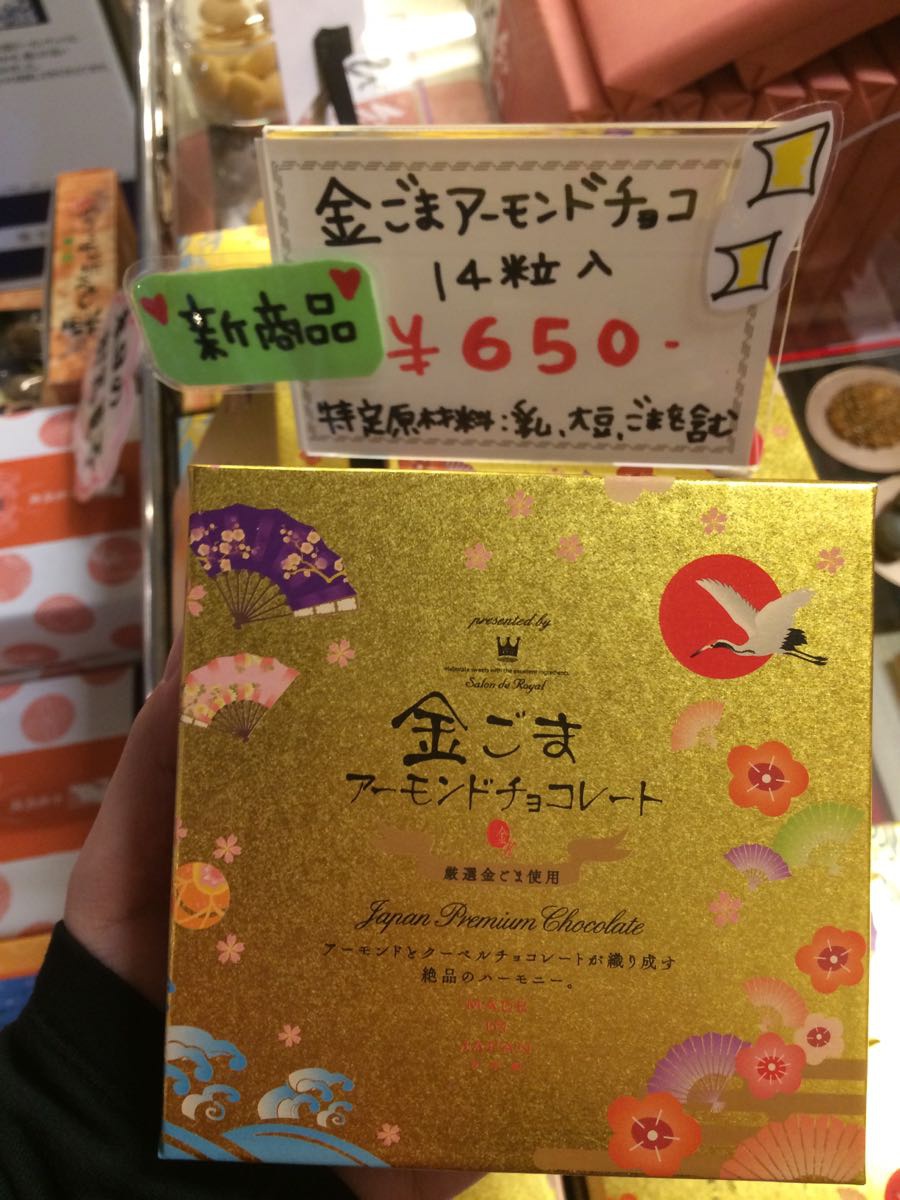 金ごまアーモンドチョコ
14粒入
新商品
¥650-
特定原材料:乳、大豆、ごまを含む
presented by
Salon de Royal
金ごま
アーモンドチョコレート
厳選金ごま使用
Japan Premium Chocolate
アーモンドとクーベルチョコレートが織り成す
絶品のハーモニー。
MADE
IN
JAPAN